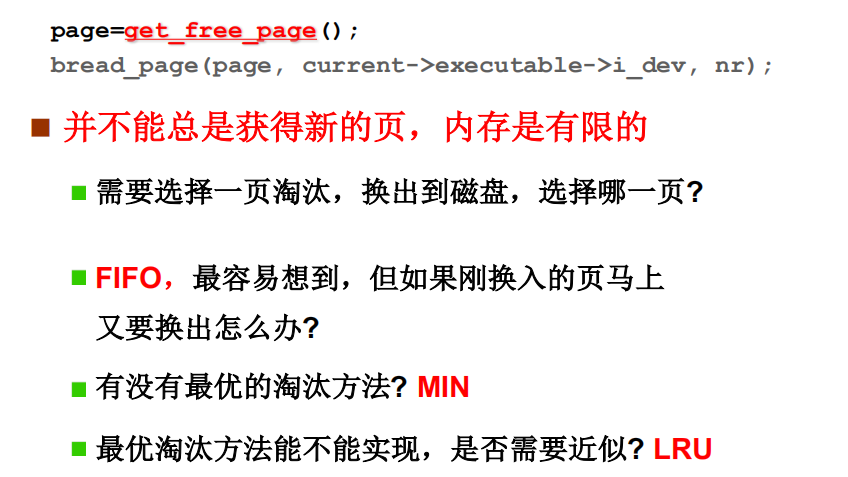 page=get_free_page();
bread_page(page, current->executable->i_dev, nr);
并不能总是获得新的页，内存是有限的
需要选择一页淘汰，换出到磁盘，选择哪一页?
FIFO，最容易想到，但如果刚换入的页马上
又要换出怎么办?
有没有最优的淘汰方法? MIN
最优淘汰方法能不能实现，是否需要近似? LRU